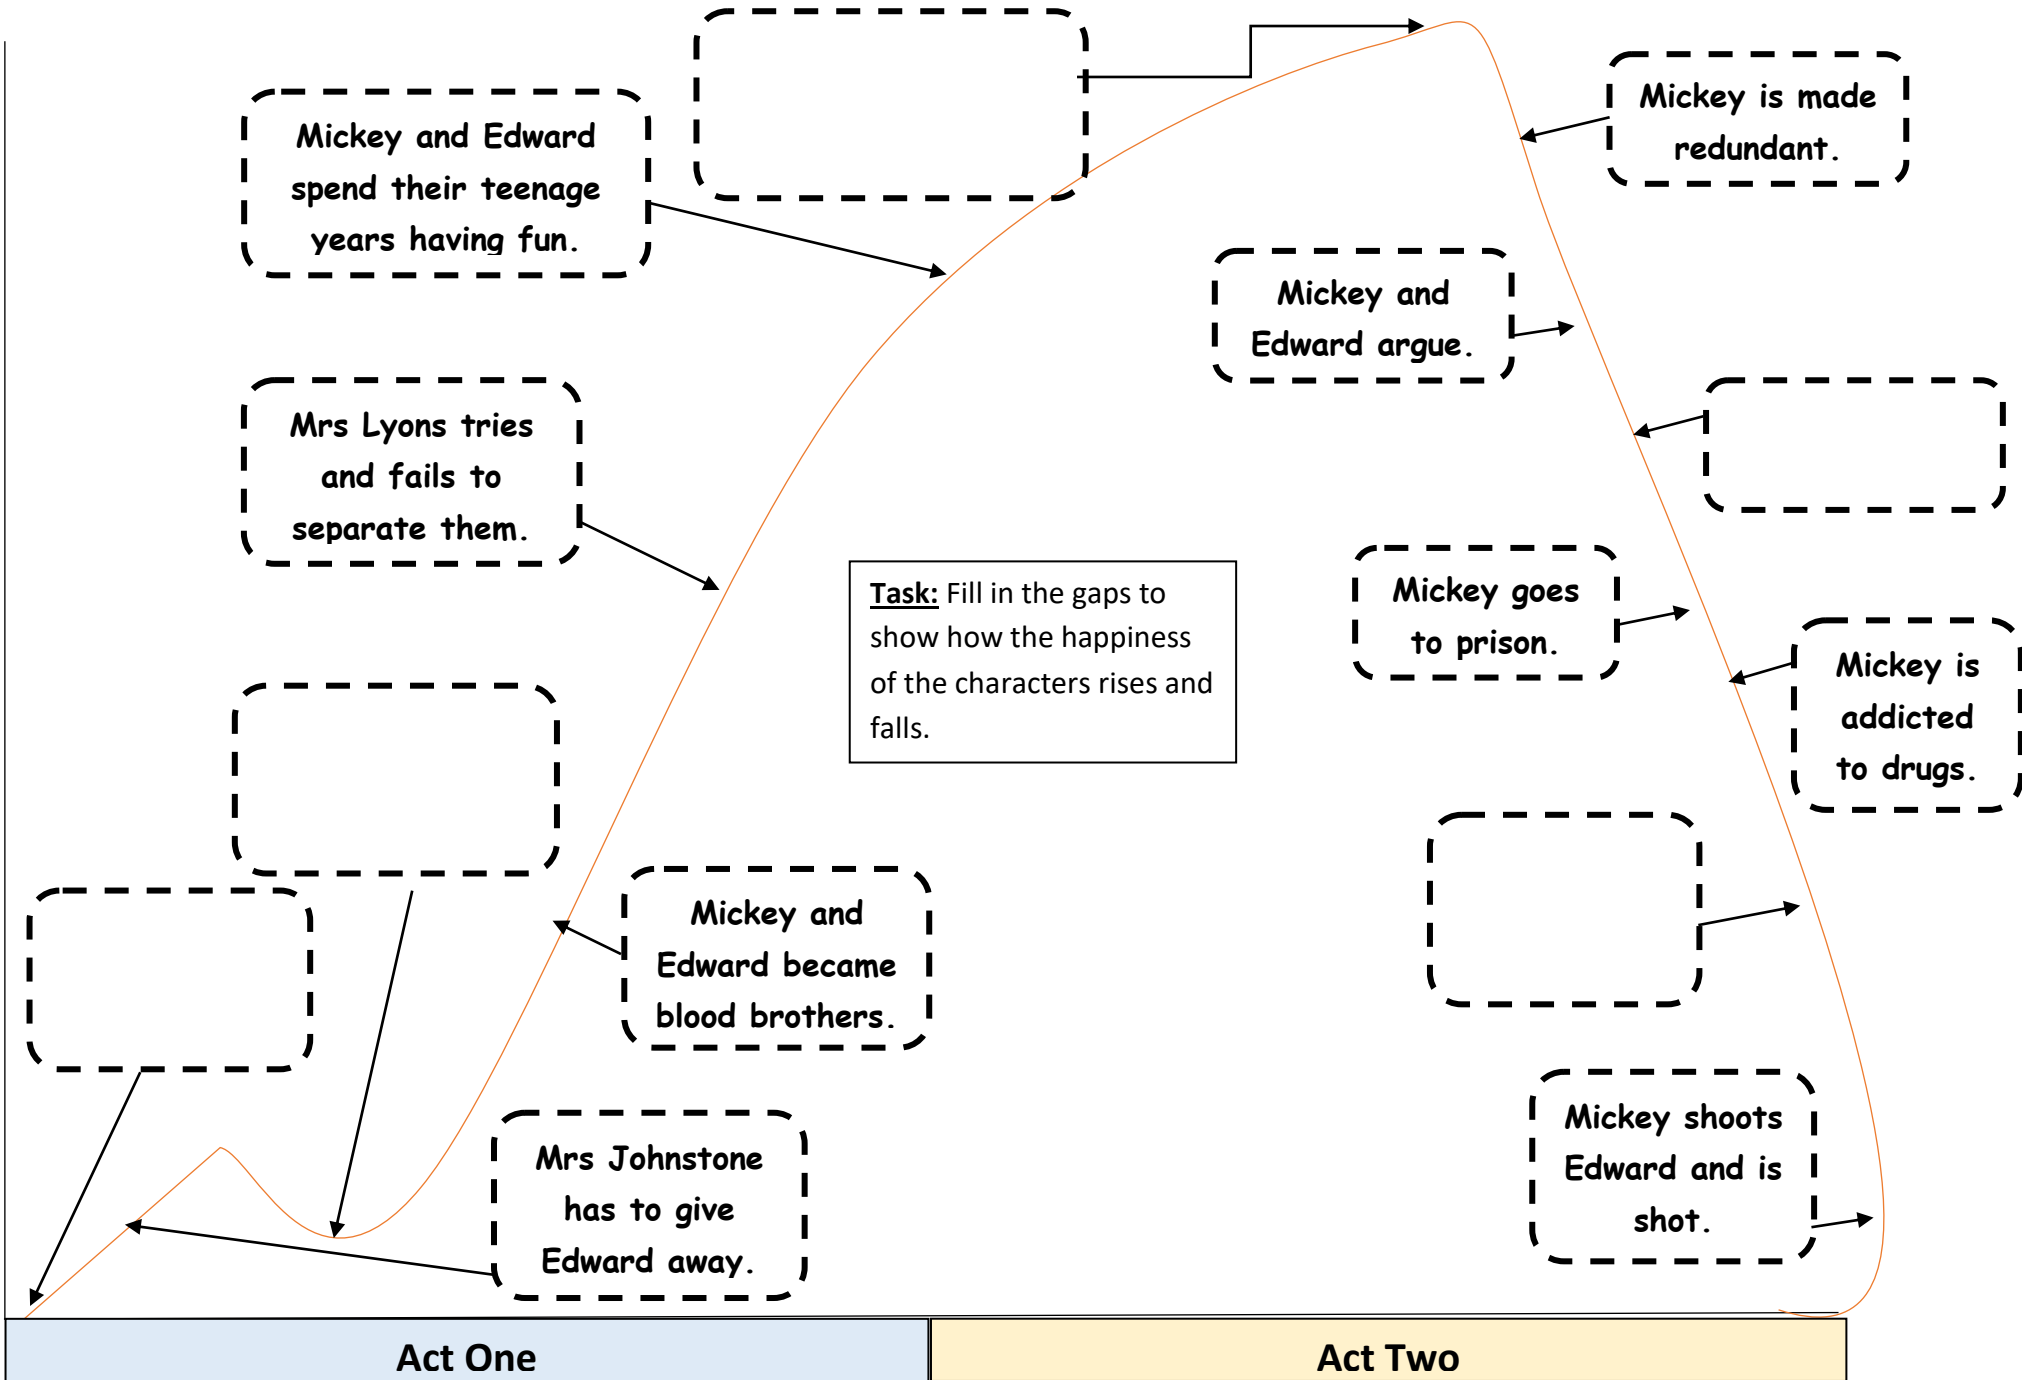 Mickey and Edward
spend their teenage
years having fun.
Mickey is made
redundant.
Mickey and
Edward argue.
Mrs Lyons tries
and fails to
separate them.
Task: Fill in the gaps to
show how the happiness
of the characters rises and
falls.
Mickey goes
to prison.
Mickey is
addicted
to drugs.
Mickey and
Edward became
blood brothers.
Mrs Johnstone
has to give
Edward away.
Mickey shoots
Edward and is
shot.
Act One
Act Two